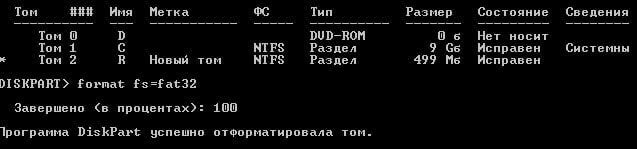 Том ### Имя Метка ФС Тип Размер Состояние Сведения
Том 0 D DVD-ROM 0 б Нет носит
Том 1 C NTFS Раздел 9 Gб Исправен Системны
* Том 2 R Новый том NTFS Раздел 499 Mб Исправен
DISKPART> format fs=fat32
Завершено (в процентах): 100
Программа DiskPart успешно отформатировала том.